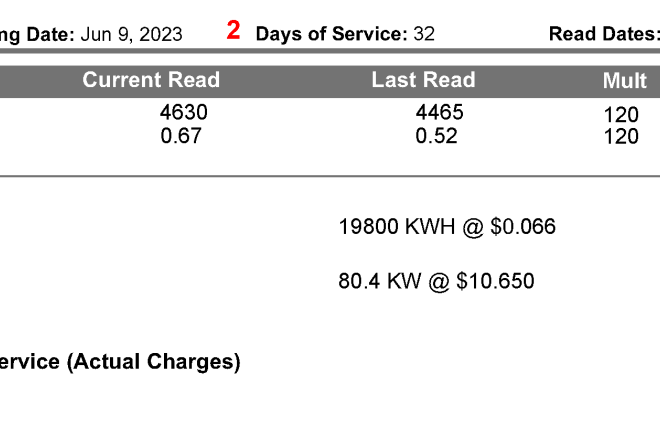 ng Date: Jun 9, 2023 2 Days of Service: 32 Read Dates:
Current Read Last Read Mult
4630 4465 120
0.67 0.52 120
19800 KWH @ $0.066
80.4 KW @ $10.650
ervice (Actual Charges)